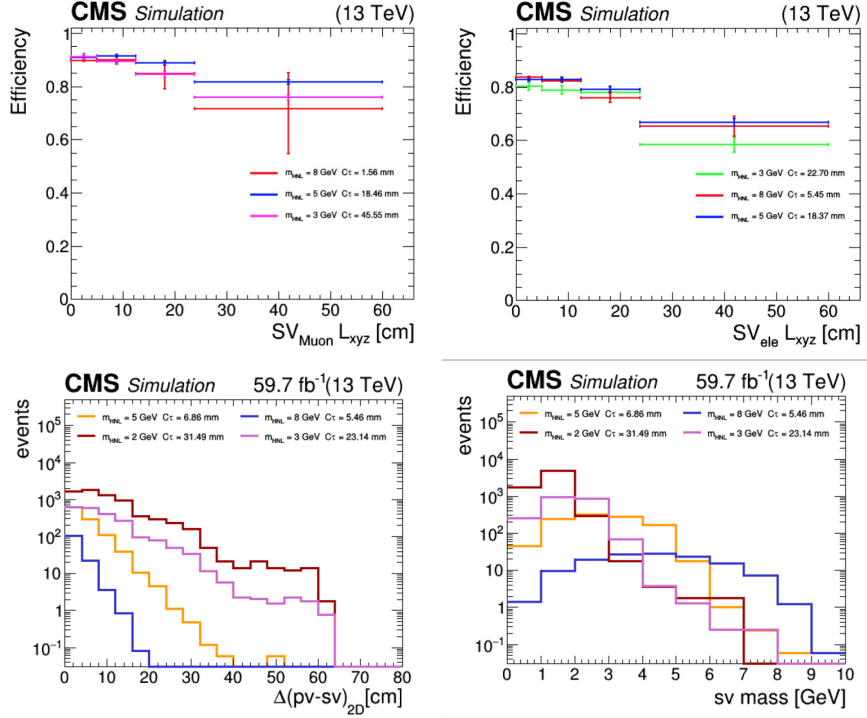 CMS Simulation (13 TeV)
Efficiency
1
0.8
0.6
0.4
0.2
0
m_HNL = 8 GeV Cτ = 1.56 mm
m_HNL = 5 GeV Cτ = 18.46 mm
m_HNL = 3 GeV Cτ = 45.55 mm
0 10 20 30 40 50 60
SV_Muon L_xyz [cm]
CMS Simulation (13 TeV)
Efficiency
1
0.8
0.6
0.4
0.2
0
m_HNL = 3 GeV Cτ = 22.70 mm
m_HNL = 8 GeV Cτ = 5.45 mm
m_HNL = 5 GeV Cτ = 18.37 mm
0 10 20 30 40 50 60
SV_ele L_xyz [cm]
CMS Simulation 59.7 fb⁻¹(13 TeV)
events
m_HNL = 5 GeV Cτ = 6.86 mm
m_HNL = 8 GeV Cτ = 5.46 mm
m_HNL = 2 GeV Cτ = 31.49 mm
m_HNL = 3 GeV Cτ = 23.14 mm
10⁵
10⁴
10³
10²
10
1
10⁻¹
0 10 20 30 40 50 60 70 80
Δ(pv-sv)_2D [cm]
CMS Simulation 59.7 fb⁻¹(13 TeV)
events
m_HNL = 5 GeV Cτ = 6.86 mm
m_HNL = 8 GeV Cτ = 5.46 mm
m_HNL = 2 GeV Cτ = 31.49 mm
m_HNL = 3 GeV Cτ = 23.14 mm
10⁵
10⁴
10³
10²
10
1
10⁻¹
0 1 2 3 4 5 6 7 8 9 10
sv mass [GeV]